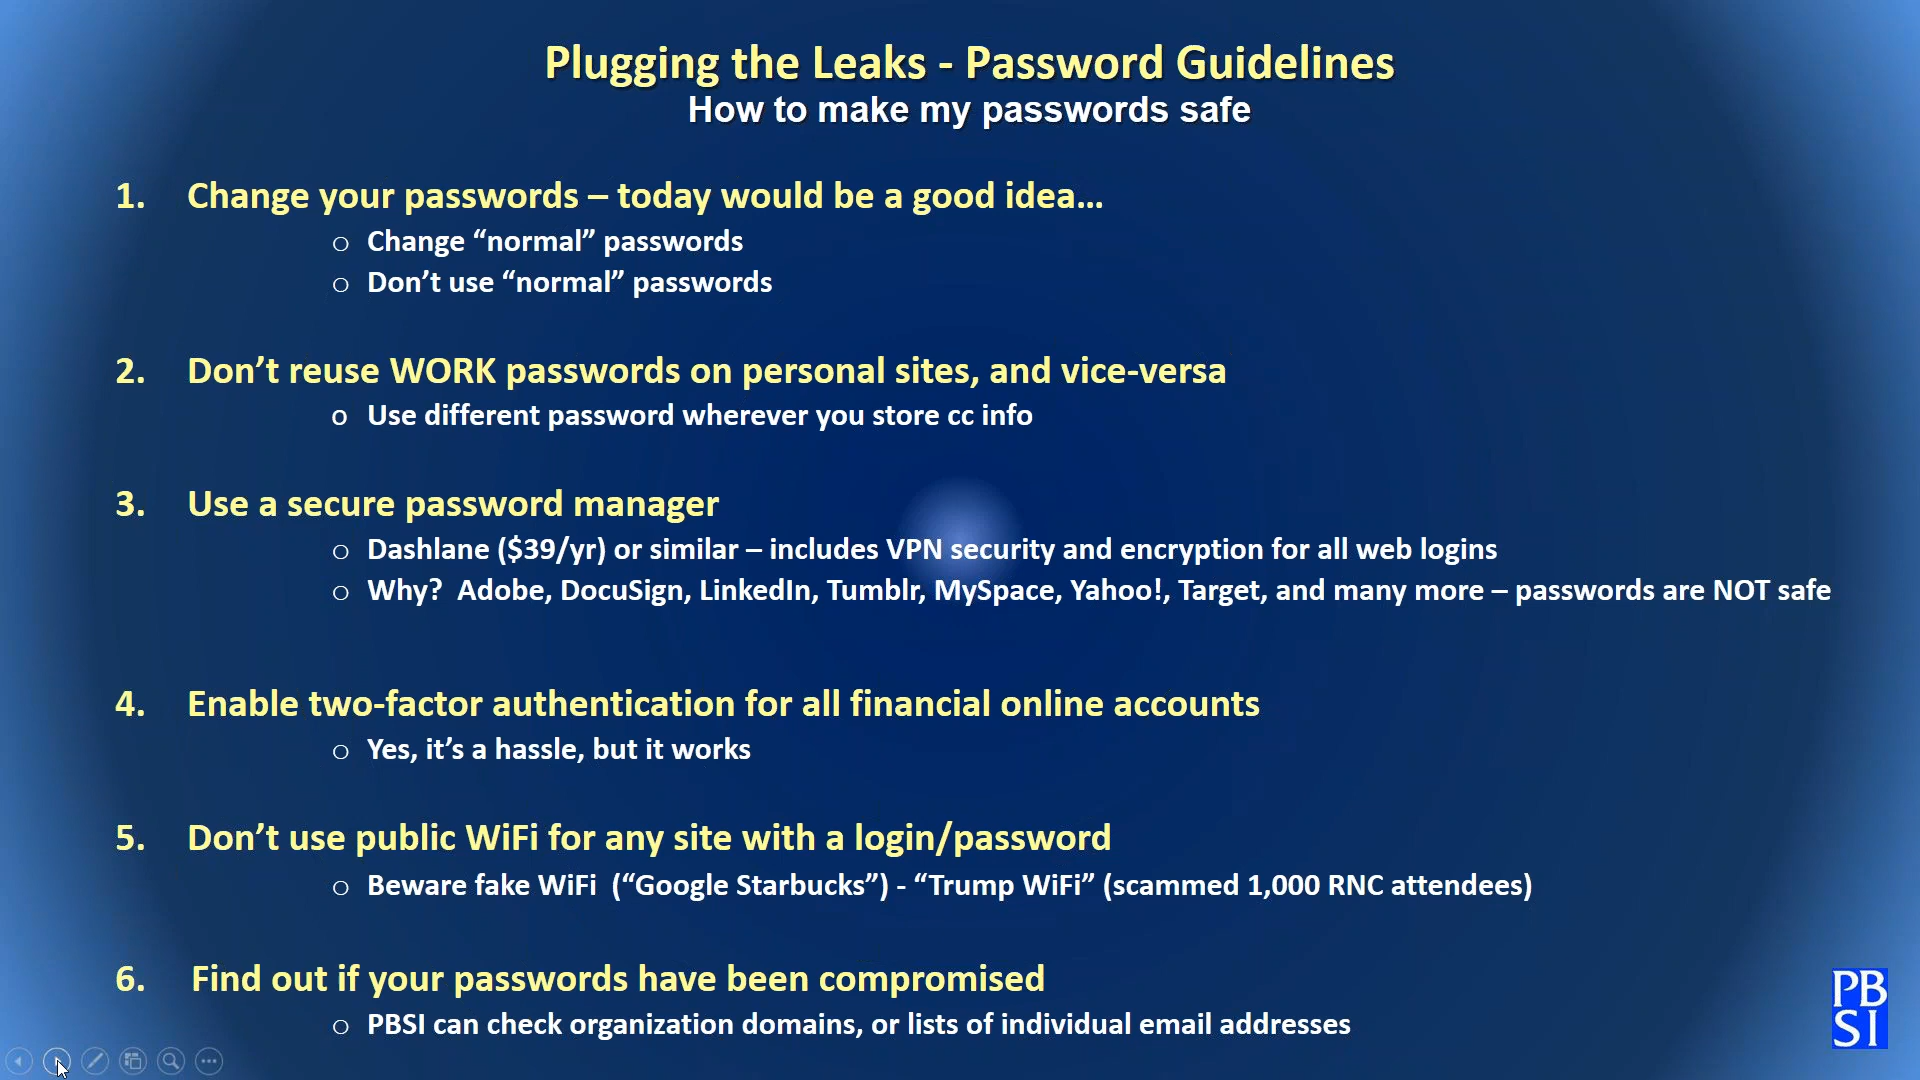 Plugging the Leaks - Password Guidelines
How to make my passwords safe
1. Change your passwords – today would be a good idea...
o Change “normal” passwords
o Don’t use “normal” passwords
2. Don’t reuse WORK passwords on personal sites, and vice-versa
o Use different password wherever you store cc info
3. Use a secure password manager
o Dashlane ($39/yr) or similar – includes VPN security and encryption for all web logins
o Why?  Adobe, DocuSign, LinkedIn, Tumblr, MySpace, Yahoo!, Target, and many more – passwords are NOT safe
4. Enable two-factor authentication for all financial online accounts
o Yes, it’s a hassle, but it works
5. Don’t use public WiFi for any site with a login/password
o Beware fake WiFi  (“Google Starbucks”) - “Trump WiFi” (scammed 1,000 RNC attendees)
6. Find out if your passwords have been compromised
o PBSI can check organization domains, or lists of individual email addresses
PB
SI